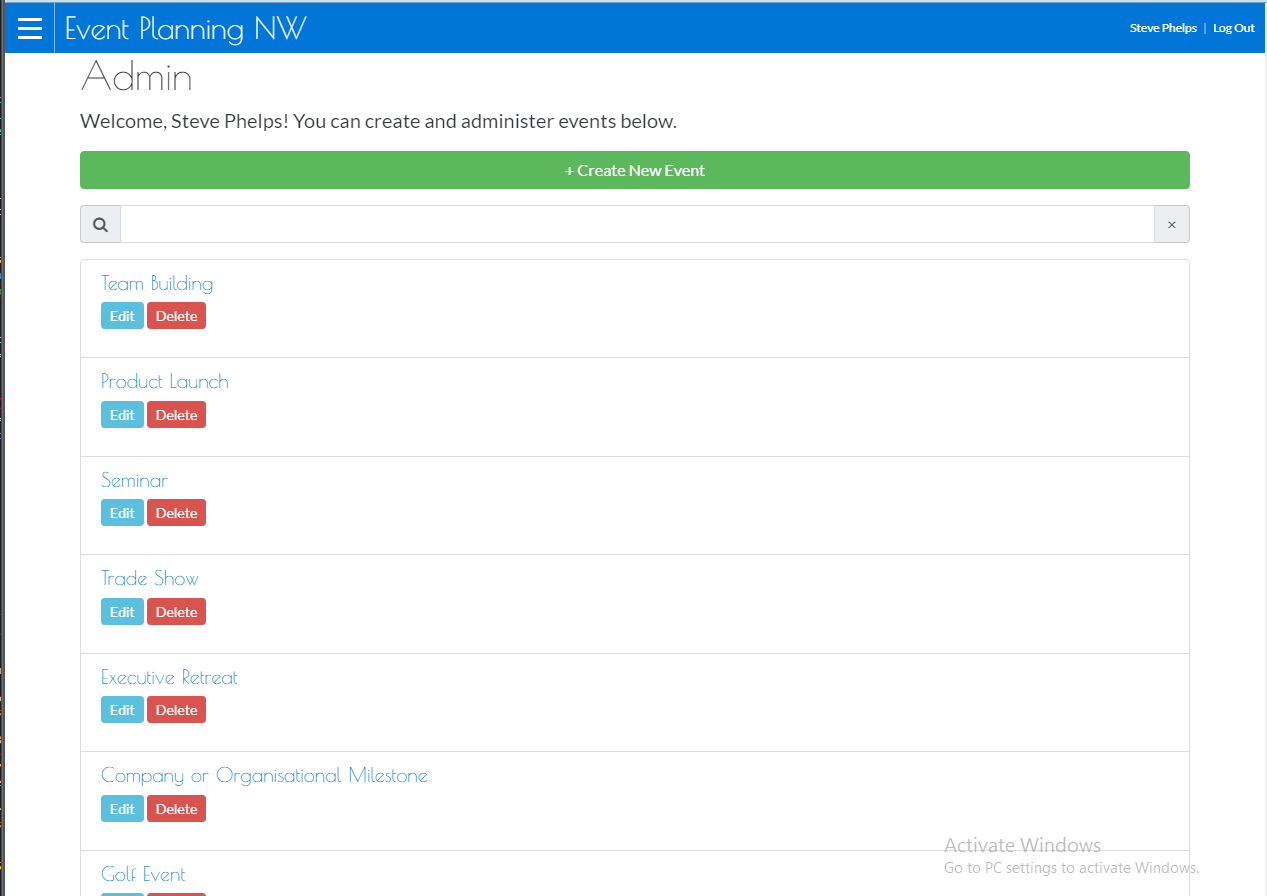 Event Planning NW
Steve Phelps | Log Out
Admin
Welcome, Steve Phelps! You can create and administer events below.
+ Create New Event
×
Team Building
Edit Delete
Product Launch
Edit Delete
Seminar
Edit Delete
Trade Show
Edit Delete
Executive Retreat
Edit Delete
Company or Organisational Milestone
Edit Delete
Golf Event
Activate Windows
Go to PC settings to activate Windows.